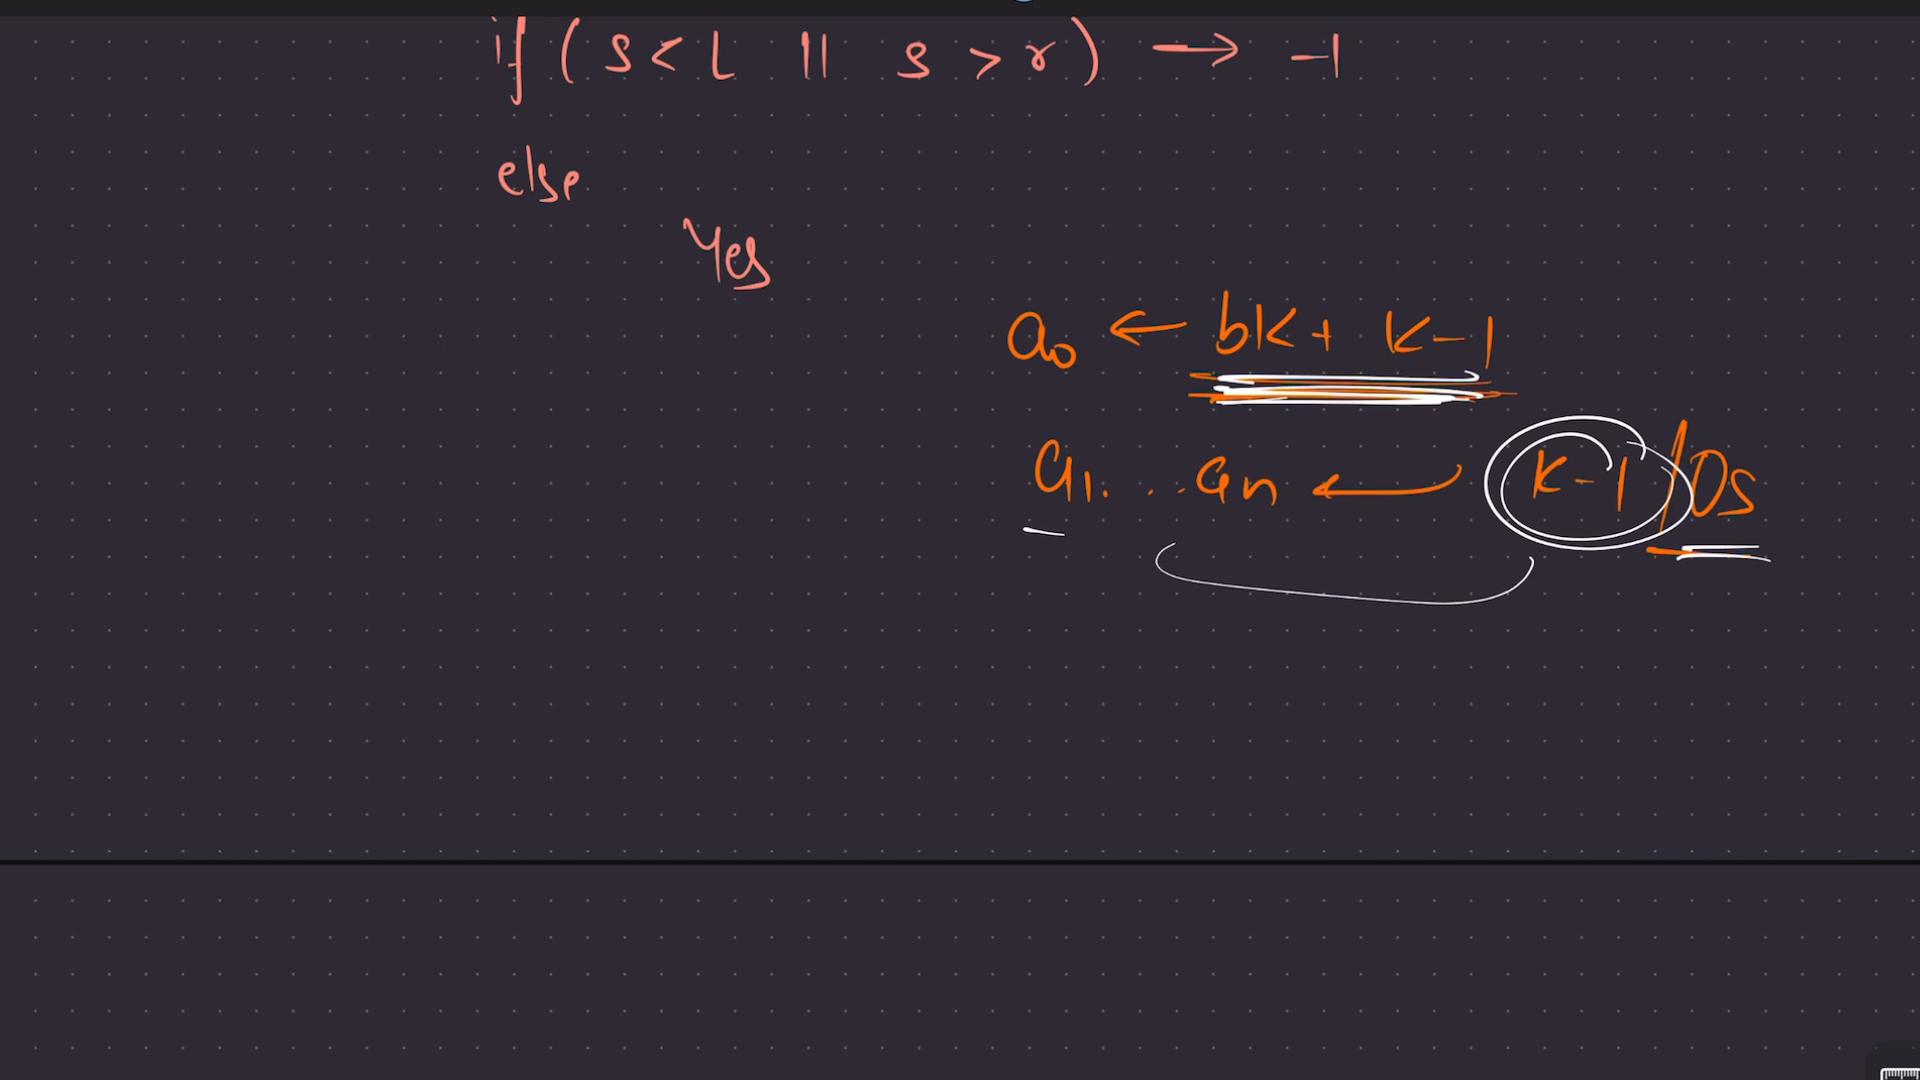 if ( s < L || s > r ) → -1
else
Yes
a₀ ← bk + k-1
a₁. ...an ← k-1/0s